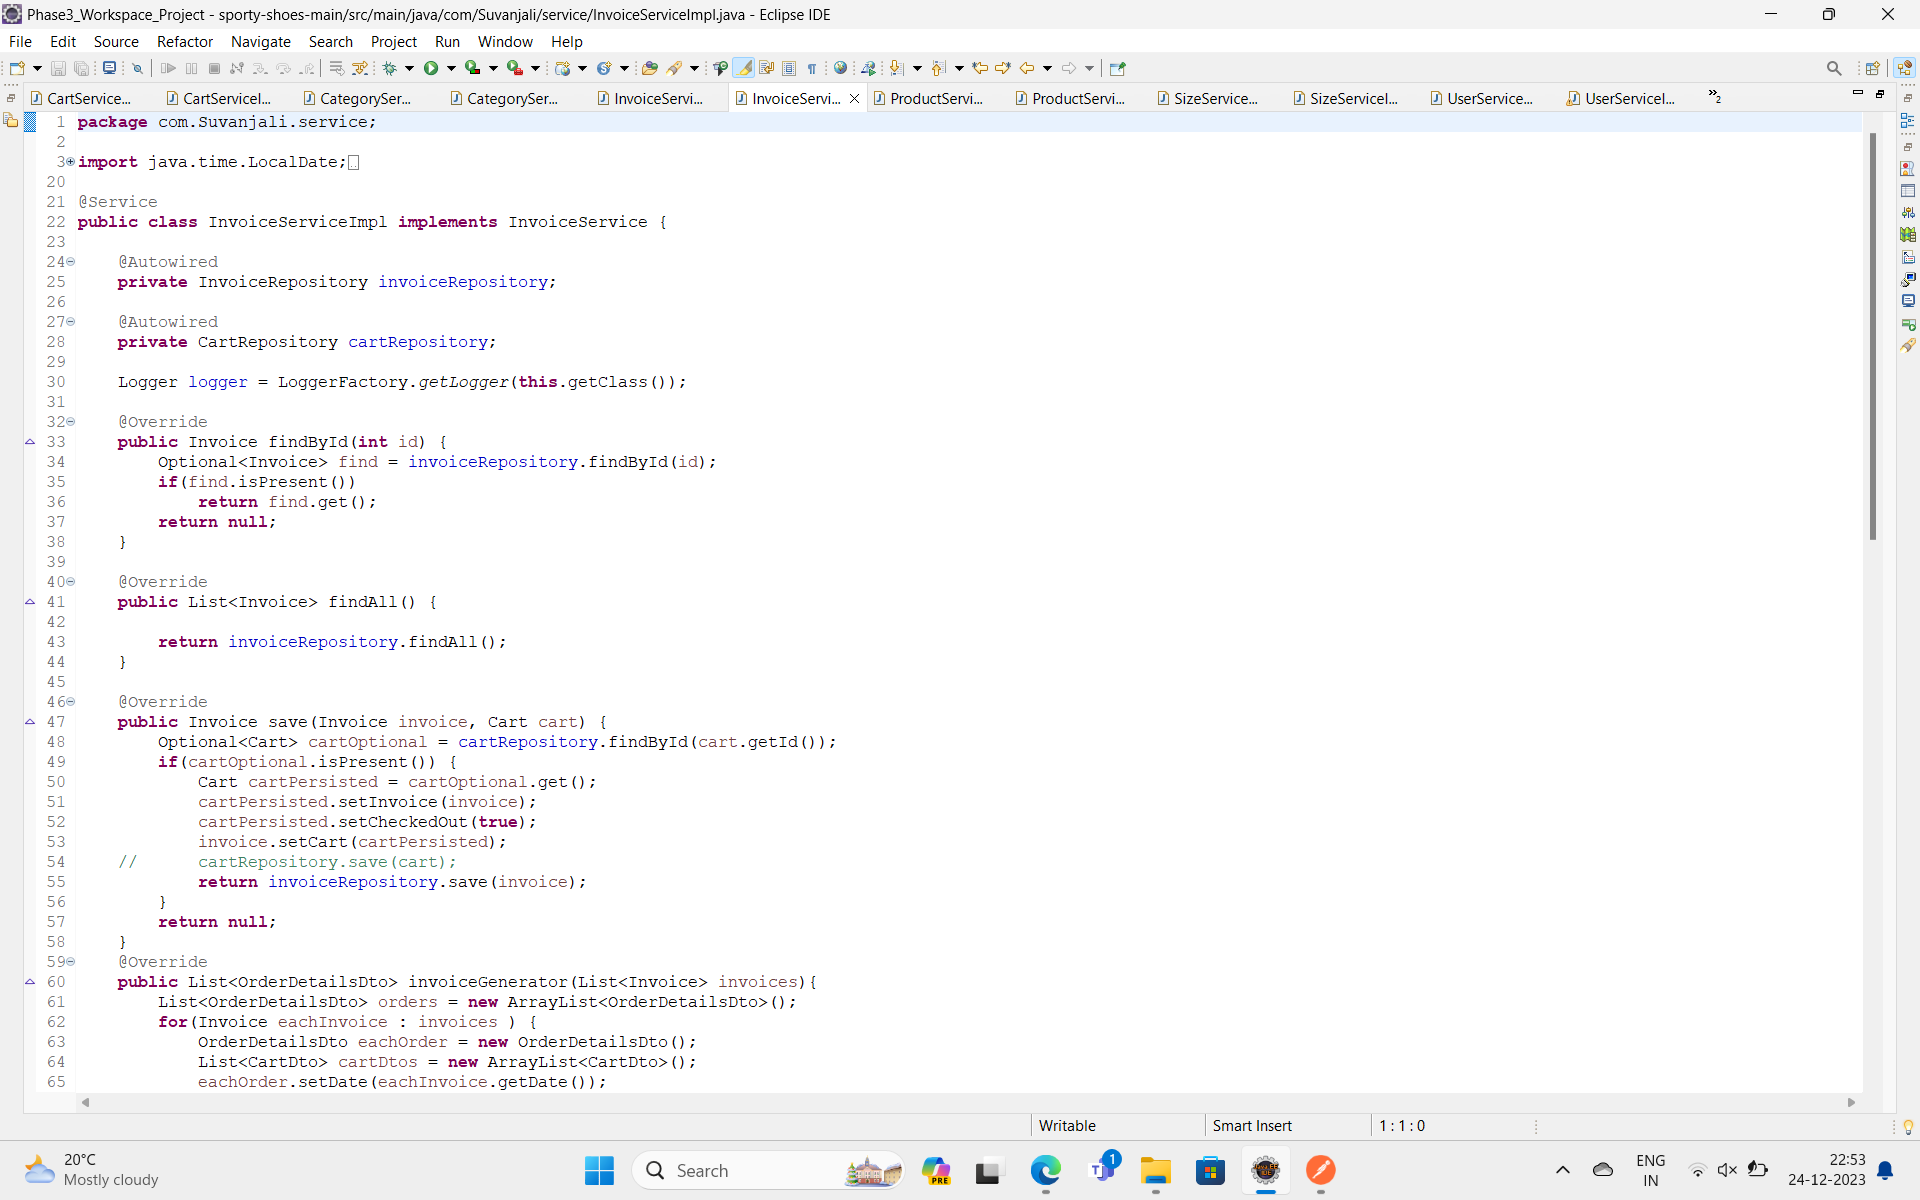 Phase3_Workspace_Project - sporty-shoes-main/src/main/java/com/Suvanjali/service/InvoiceServiceImpl.java - Eclipse IDE
File Edit Source Refactor Navigate Search Project Run Window Help
CartService... CartServiceI... CategorySer... CategorySer... InvoiceServi... InvoiceServi... ProductServi... ProductServi... SizeService... SizeServiceI... UserService... UserServiceI... »2
1 package com.Suvanjali.service;
2
3 import java.time.LocalDate;
20
21 @Service
22 public class InvoiceServiceImpl implements InvoiceService {
23
24 @Autowired
25 private InvoiceRepository invoiceRepository;
26
27 @Autowired
28 private CartRepository cartRepository;
29
30 Logger logger = LoggerFactory.getLogger(this.getClass());
31
32 @Override
33 public Invoice findById(int id) {
34 Optional<Invoice> find = invoiceRepository.findById(id);
35 if(find.isPresent())
36 return find.get();
37 return null;
38 }
39
40 @Override
41 public List<Invoice> findAll() {
42
43 return invoiceRepository.findAll();
44 }
45
46 @Override
47 public Invoice save(Invoice invoice, Cart cart) {
48 Optional<Cart> cartOptional = cartRepository.findById(cart.getId());
49 if(cartOptional.isPresent()) {
50 Cart cartPersisted = cartOptional.get();
51 cartPersisted.setInvoice(invoice);
52 cartPersisted.setCheckedOut(true);
53 invoice.setCart(cartPersisted);
54 // cartRepository.save(cart);
55 return invoiceRepository.save(invoice);
56 }
57 return null;
58 }
59 @Override
60 public List<OrderDetailsDto> invoiceGenerator(List<Invoice> invoices){
61 List<OrderDetailsDto> orders = new ArrayList<OrderDetailsDto>();
62 for(Invoice eachInvoice : invoices ) {
63 OrderDetailsDto eachOrder = new OrderDetailsDto();
64 List<CartDto> cartDtos = new ArrayList<CartDto>();
65 eachOrder.setDate(eachInvoice.getDate());
Writable Smart Insert 1 : 1 : 0
20°C
Mostly cloudy
Search
PRE
1
ENG
IN
22:53
24-12-2023